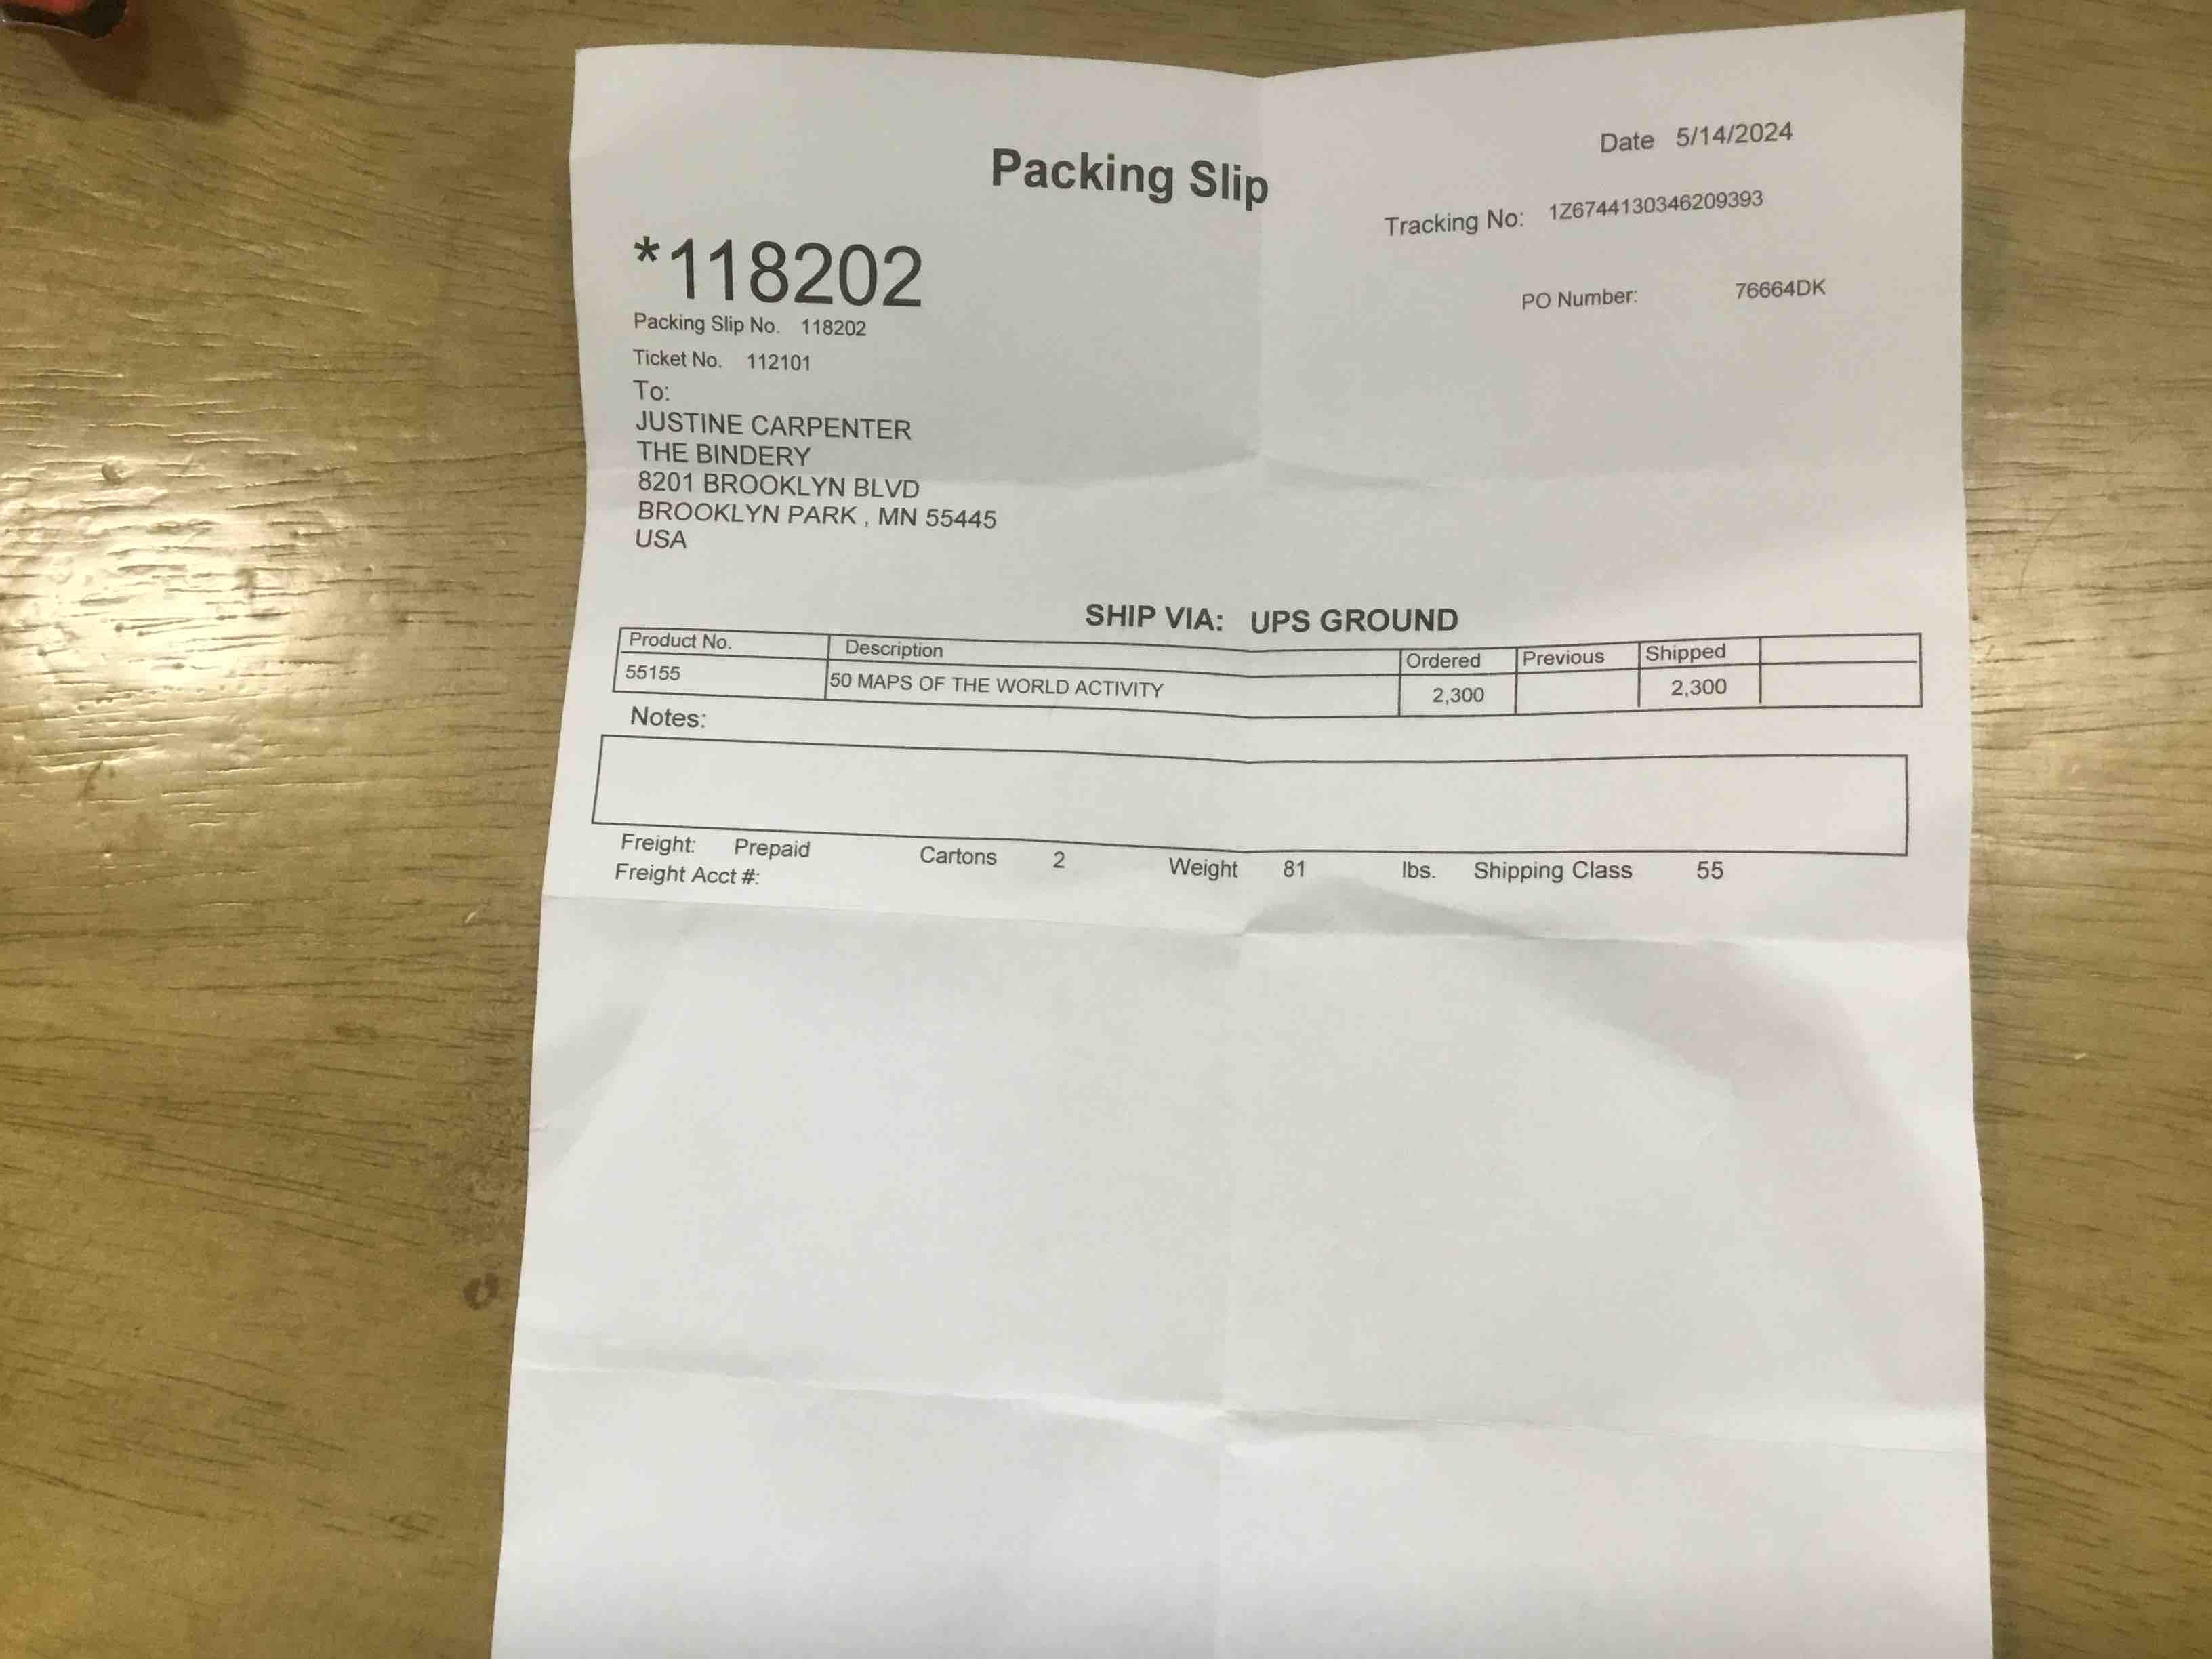 Packing Slip
Date 5/14/2024
Tracking No: 1Z6744130346209393
*118202
PO Number: 76664DK
Packing Slip No. 118202
Ticket No. 112101
To:
JUSTINE CARPENTER
THE BINDERY
8201 BROOKLYN BLVD
BROOKLYN PARK , MN 55445
USA
SHIP VIA: UPS GROUND
Product No. Description Ordered Previous Shipped
55155 50 MAPS OF THE WORLD ACTIVITY 2,300 2,300
Notes:
Freight: Prepaid Cartons 2 Weight 81 lbs. Shipping Class 55
Freight Acct #: